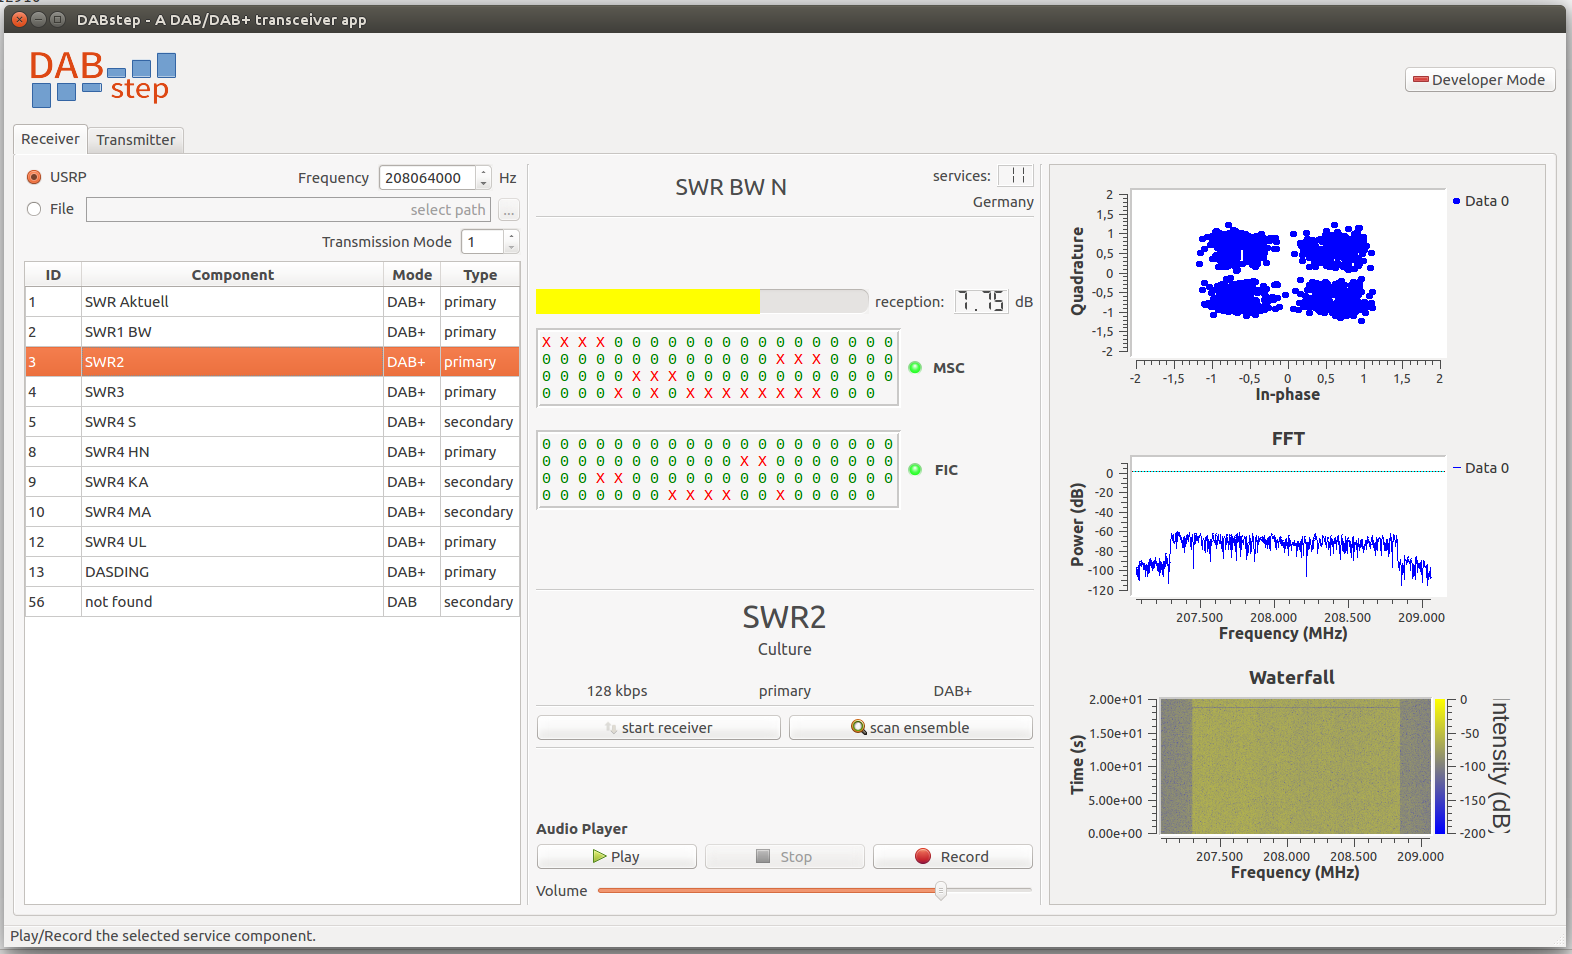 DABstep - A DAB/DAB+ transceiver app
DAB
step
Developer Mode
Receiver Transmitter
USRP Frequency 208064000 Hz
File select path ...
Transmission Mode 1
ID Component Mode Type
1 SWR Aktuell DAB+ primary
2 SWR1 BW DAB+ primary
3 SWR2 DAB+ primary
4 SWR3 DAB+ primary
5 SWR4 S DAB+ secondary
8 SWR4 HN DAB+ primary
9 SWR4 KA DAB+ secondary
10 SWR4 MA DAB+ secondary
12 SWR4 UL DAB+ primary
13 DASDING DAB+ primary
56 not found DAB secondary
SWR BW N
services: 11
Germany
reception: 7.75 dB
X X X X 0 0 0 0 0 0 0 0 0 0 0 0 0 0 0 0
0 0 0 0 0 0 0 0 0 0 0 0 0 X X X 0 0 0 0
0 0 0 0 0 X X X 0 0 0 0 0 0 0 0 0 0 0 0
0 0 0 0 X 0 X 0 X X X X X X X X 0 0 0
MSC
0 0 0 0 0 0 0 0 0 0 0 0 0 0 0 0 0 0 0 0
0 0 0 0 0 0 0 0 0 0 0 X X 0 0 0 0 0 0 0
0 0 0 X X 0 0 0 0 0 0 0 0 0 0 0 0 0 0 0
0 0 0 0 0 0 0 X X X X 0 0 X 0 0 0 0 0
FIC
SWR2
Culture
128 kbps primary DAB+
start receiver scan ensemble
Audio Player
Play Stop Record
Volume
Quadrature
2
1,5
1
0,5
0
-0,5
-1
-1,5
-2
-2 -1,5 -1 -0,5 0 0,5 1 1,5 2
In-phase
Data 0
FFT
Power (dB)
0
-20
-40
-60
-80
-100
-120
207.500 208.000 208.500 209.000
Frequency (MHz)
Data 0
Waterfall
Time (s)
2.00e+01
1.50e+01
1.00e+01
5.00e+00
0.00e+00
207.500 208.000 208.500 209.000
Frequency (MHz)
0
-50
-100
-150
-200
Intensity (dB)
Play/Record the selected service component.